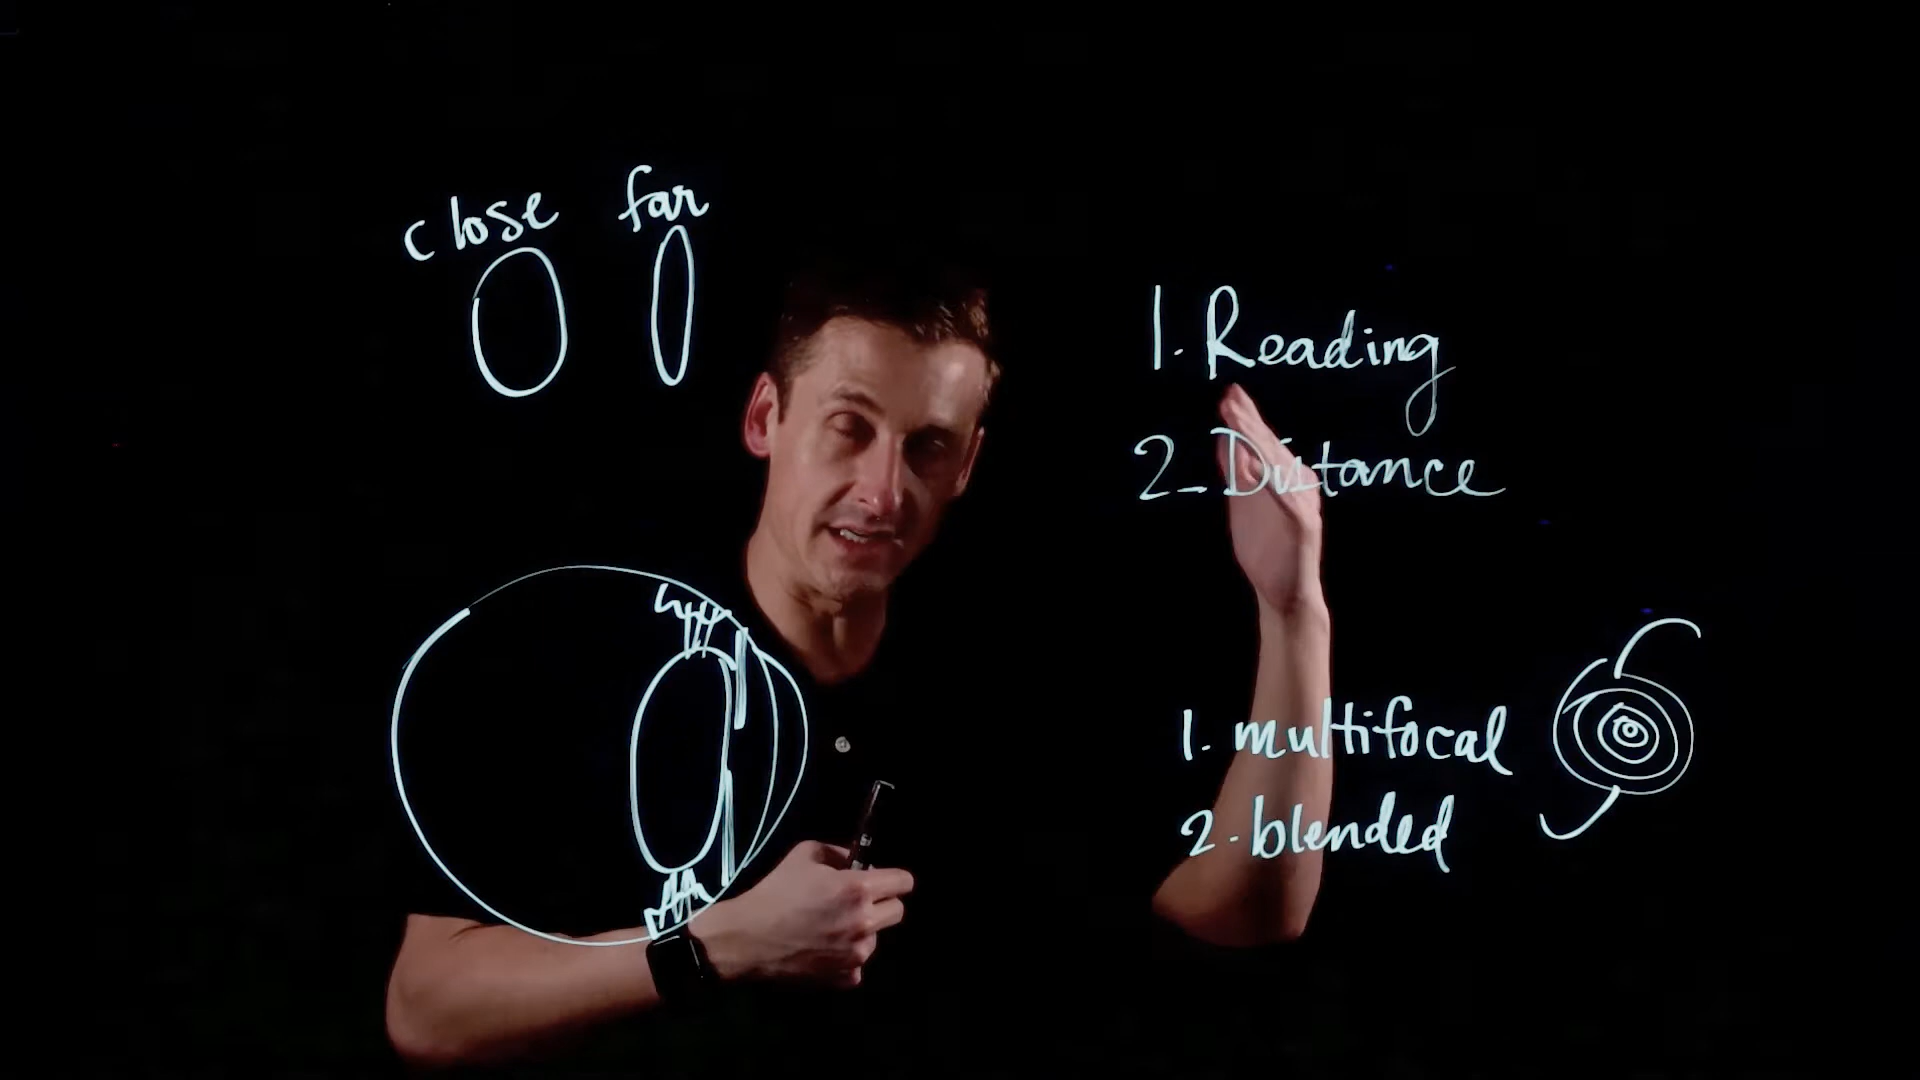 close far
1. Reading
2. Distance
1. multifocal
2. blended